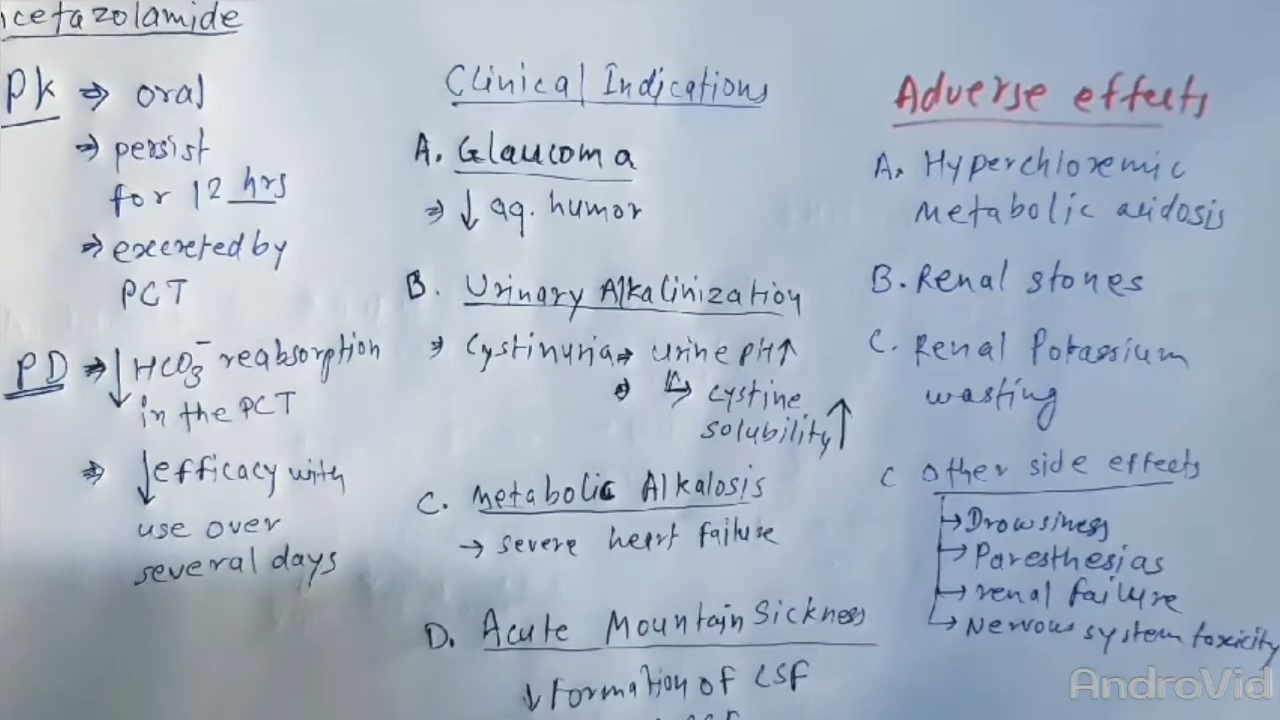 cetazolamide
PK ⇒ oral
⇒ persist
for 12 hrs
⇒ excreted by
PCT
PD ⇒ ↓ HCO3⁻ reabsorption
in the PCT
⇒ ↓ efficacy with
use over
several days
Clinical Indications
A. Glaucoma
⇒ ↓ aq. humor
B. Urinary Alkalinization
⇒ Cystinuria → urine pH ↑
⇒ ↳ cystine
solubility ↑
C. Metabolic Alkalosis
→ severe heart failure
D. Acute Mountain Sickness
↓ Formation of CSF
Adverse effects
A. Hyperchloremic
Metabolic acidosis
B. Renal stones
C. Renal Potassium
wasting
C Other side effects
→ Drowsiness
→ Paresthesias
→ renal failure
→ Nervous system toxicity
AndroVid